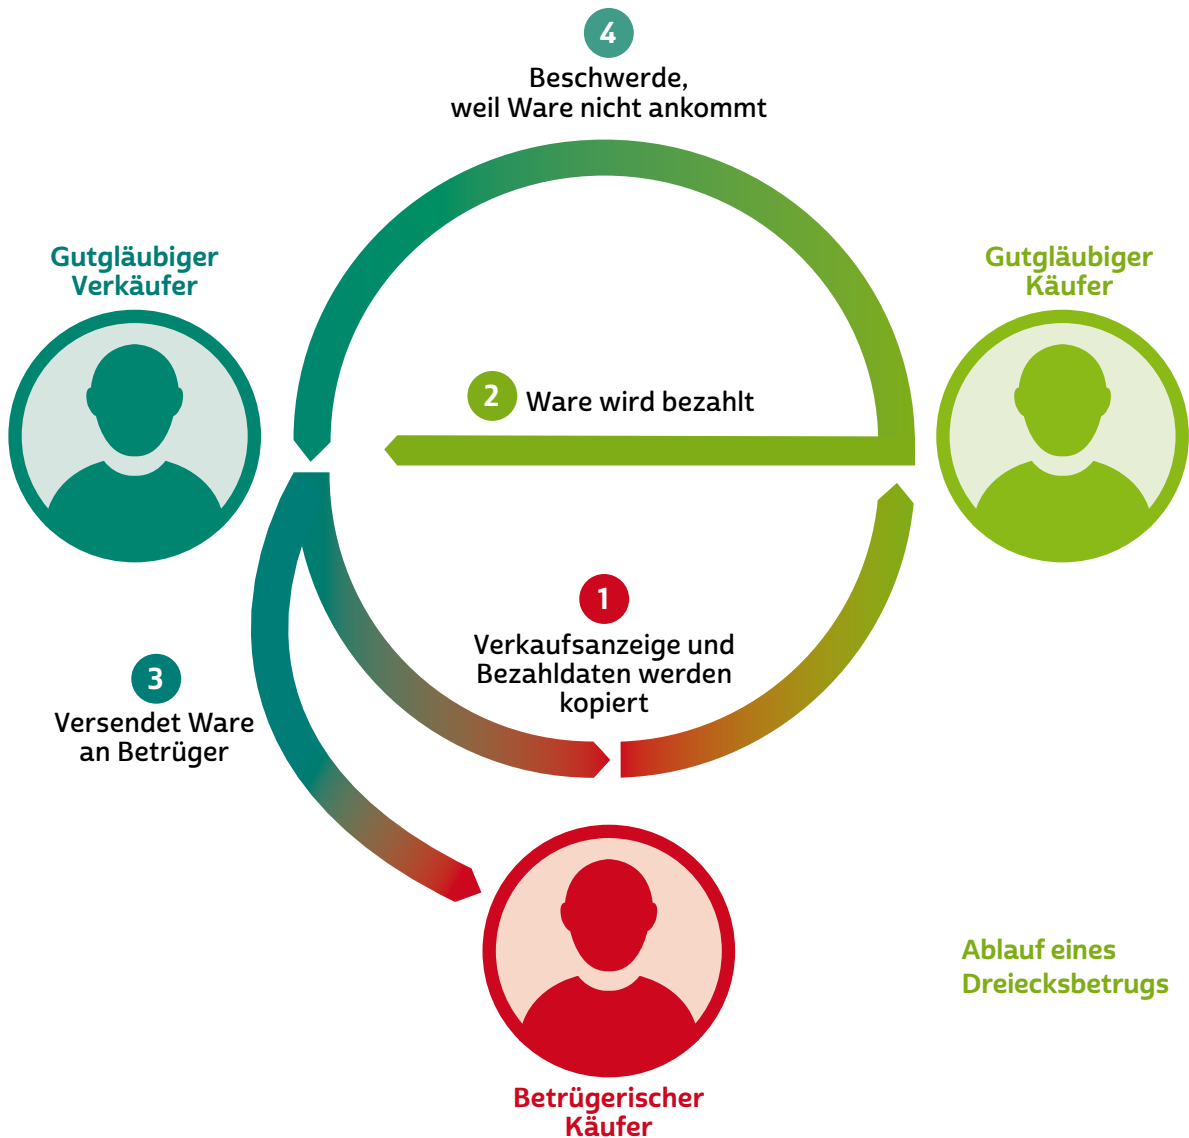 4
Beschwerde,
weil Ware nicht ankommt
Gutgläubiger
Verkäufer
Gutgläubiger
Käufer
2 Ware wird bezahlt
1
Verkaufsanzeige und
Bezahldaten werden
kopiert
3
Versendet Ware
an Betrüger
Ablauf eines
Dreiecksbetrugs
Betrügerischer
Käufer